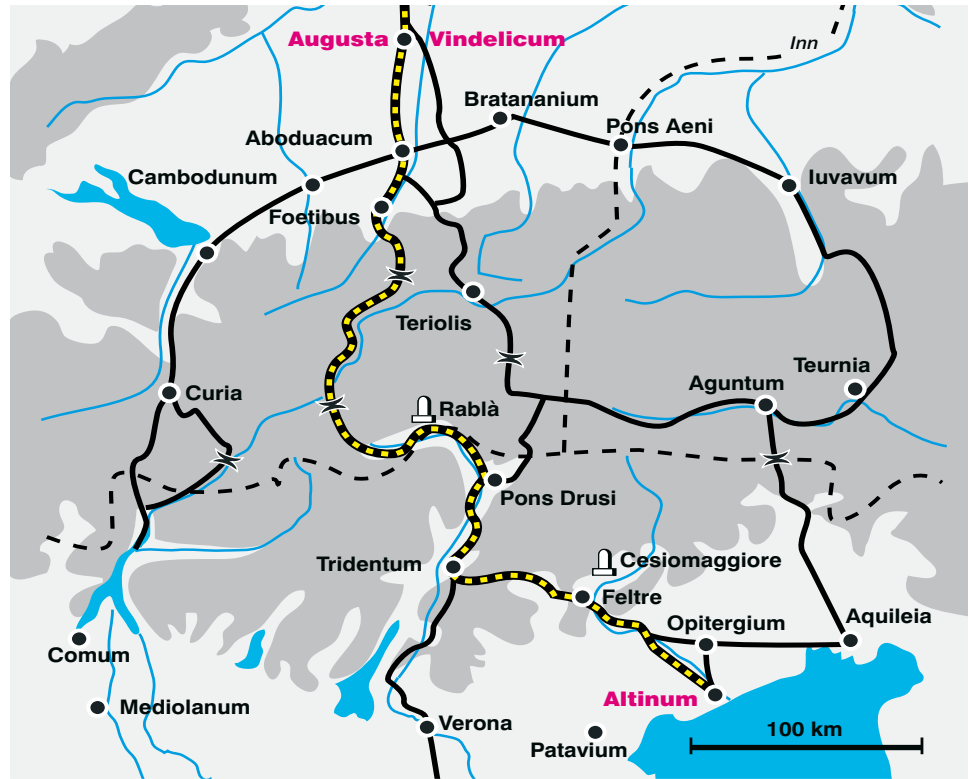 Augusta Vindelicum
Inn
Bratananium
Pons Aeni
Aboduacum
Cambodunum
Iuvavum
Foetibus
Teriolis
Teurnia
Aguntum
Curia
Rablà
Pons Drusi
Tridentum
Cesiomaggiore
Feltre
Opitergium
Aquileia
Comum
Altinum
Mediolanum
Verona
100 km
Patavium